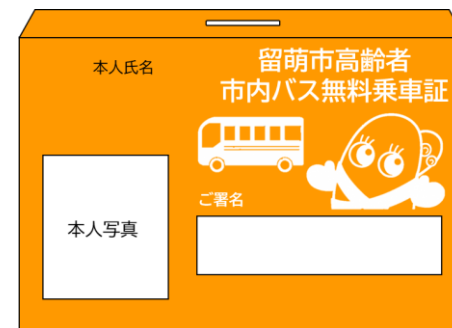 本人氏名
留萌市高齢者
市内バス無料乗車証
ご署名
本人写真